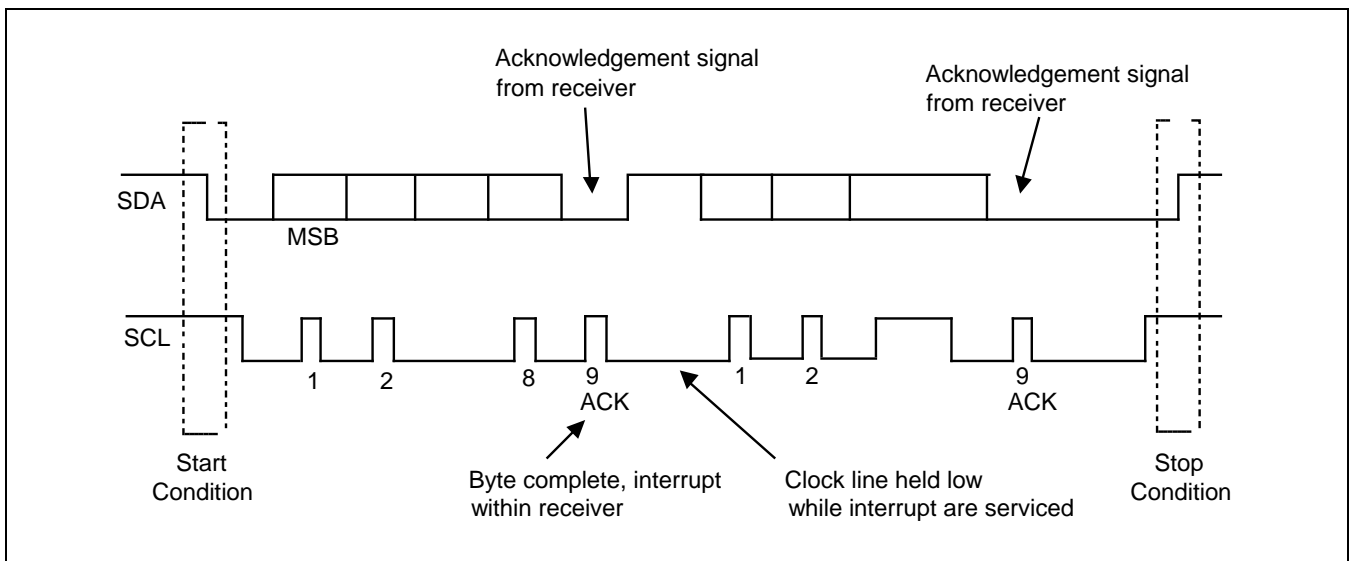 Acknowledgement signal
from receiver
Acknowledgement signal
from receiver
SDA
MSB
SCL
1
2
8
9
1
2
9
ACK
ACK
Start
Condition
Byte complete, interrupt
within receiver
Clock line held low
while interrupt are serviced
Stop
Condition